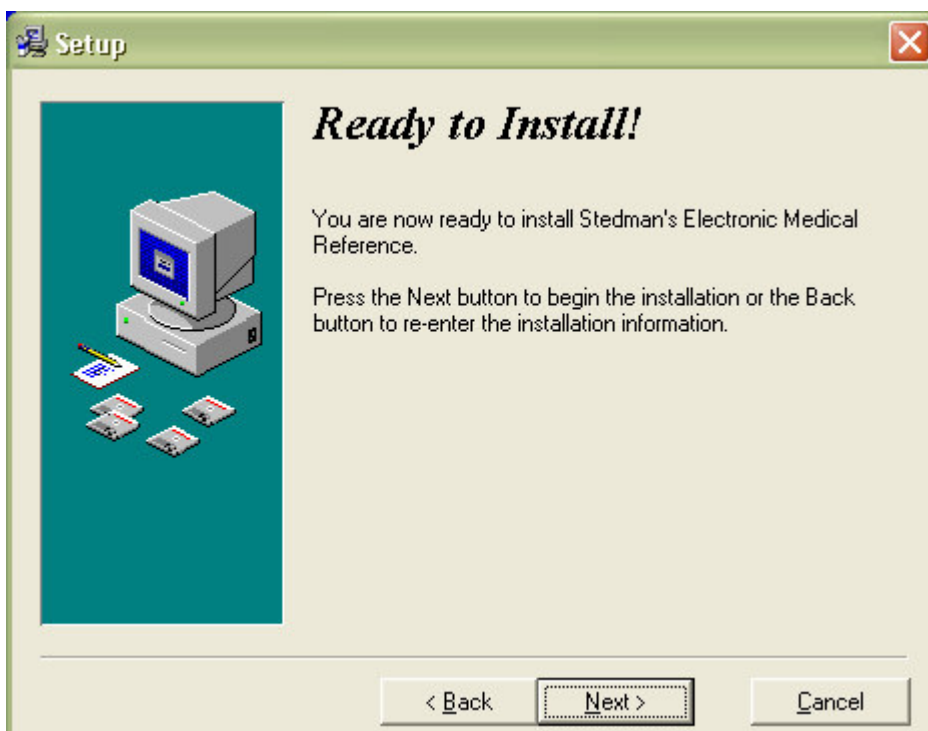 Setup
Ready to Install!
You are now ready to install Stedman's Electronic Medical
Reference.
Press the Next button to begin the installation or the Back
button to re-enter the installation information.
< Back
Next >
Cancel